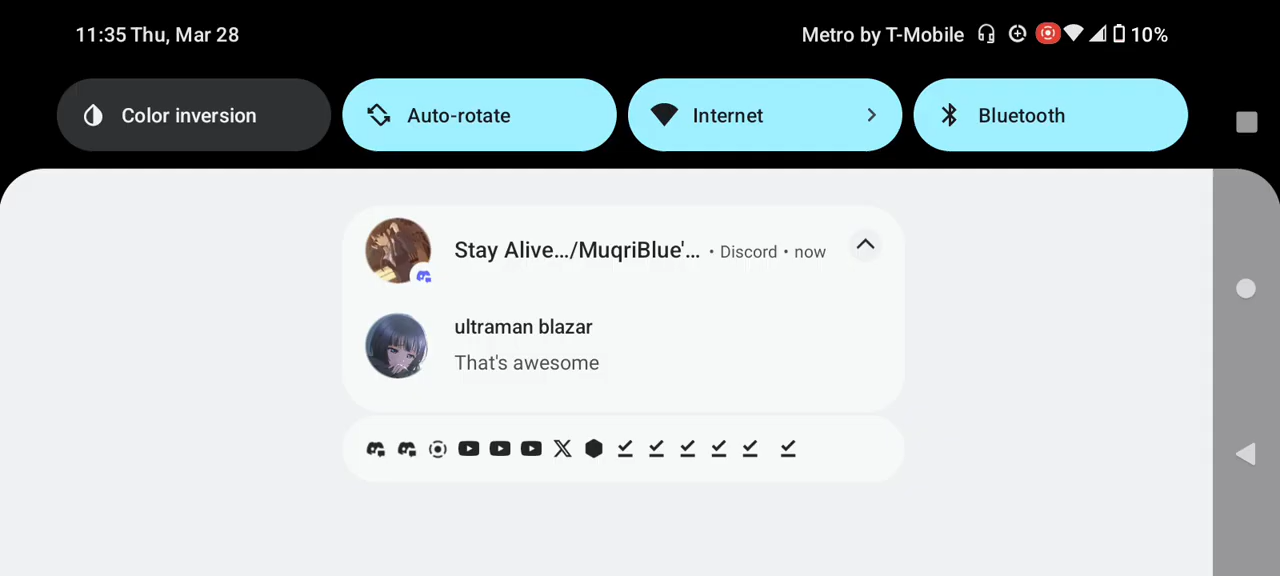 11:35 Thu, Mar 28
Metro by T-Mobile 10%
Color inversion
Auto-rotate
Internet
Bluetooth
Stay Alive.../MuqriBlue'... • Discord • now
ultraman blazar
That's awesome